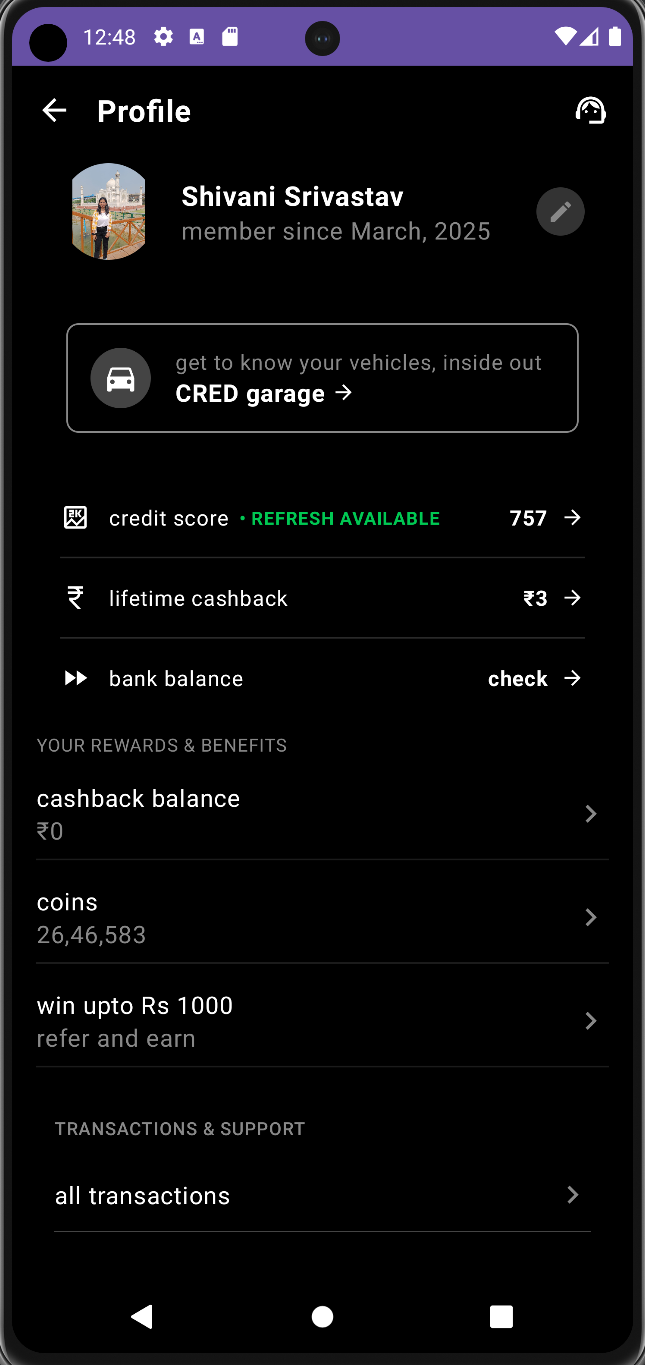 12:48
Profile
Shivani Srivastav
member since March, 2025
get to know your vehicles, inside out
CRED garage →
credit score • REFRESH AVAILABLE 757 →
₹ lifetime cashback ₹3 →
bank balance check →
YOUR REWARDS & BENEFITS
cashback balance
₹0
coins
26,46,583
win upto Rs 1000
refer and earn
TRANSACTIONS & SUPPORT
all transactions